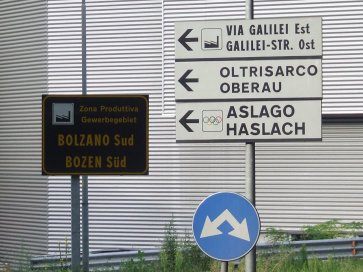 VIA GALILEI Est
GALILEI-STR. Ost
OLTRISARCO
OBERAU
ASLAGO
HASLACH
Zona Produttiva
Gewerbegebiet
BOLZANO Sud
BOZEN Süd